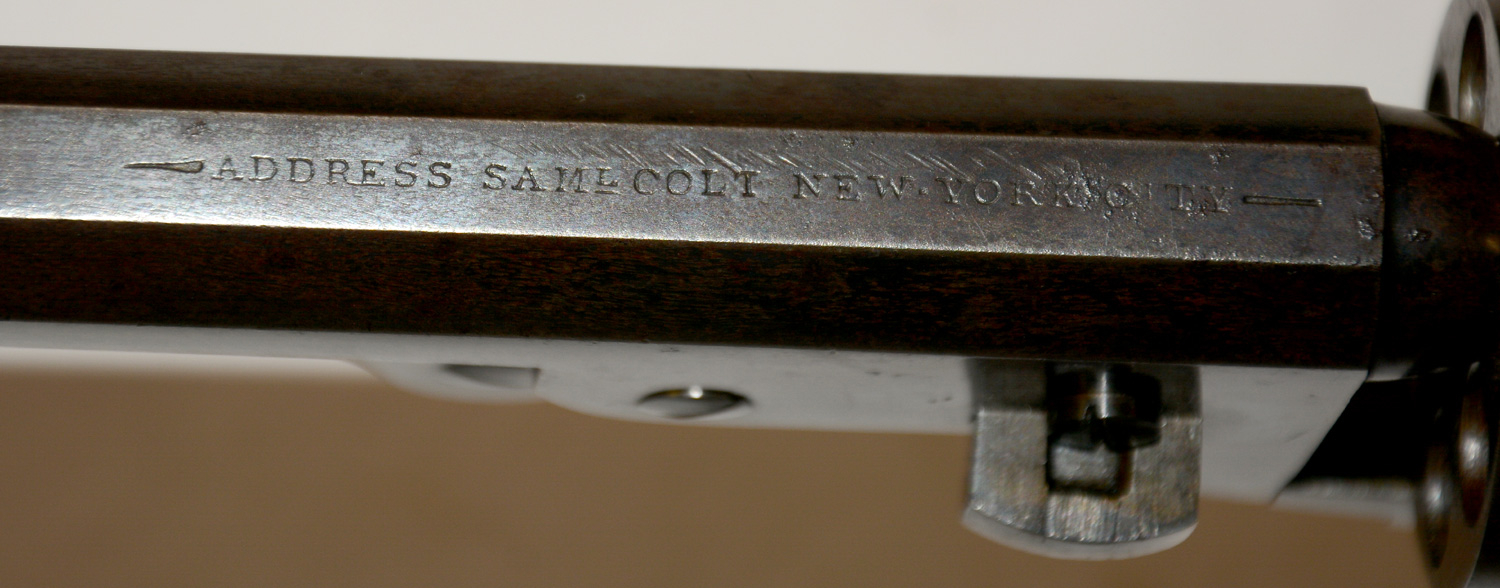 ADDRESS SAMᴸ COLT NEW-YORK CITY